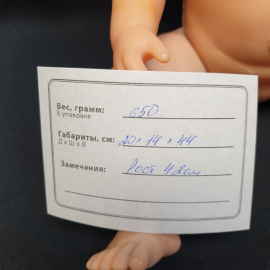 Вес, грамм: 650
В упаковке
Габариты, см: 20 x 14 x 44
Д x Ш x В
Замечания: Рост 42см